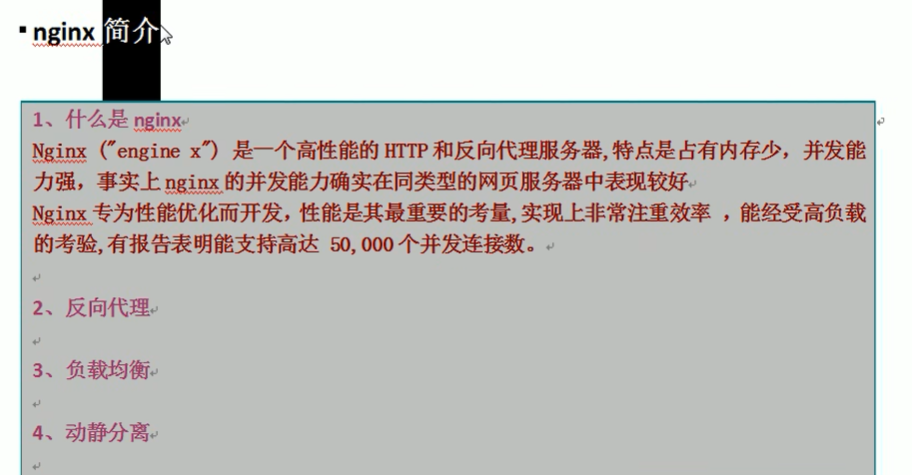 ▪ nginx 简介
1、什么是 nginx
Nginx ("engine x") 是一个高性能的 HTTP 和反向代理服务器,特点是占有内存少，并发能
力强，事实上 nginx 的并发能力确实在同类型的网页服务器中表现较好
Nginx 专为性能优化而开发，性能是其最重要的考量,实现上非常注重效率 ，能经受高负载
的考验,有报告表明能支持高达 50,000 个并发连接数。
2、反向代理
3、负载均衡
4、动静分离